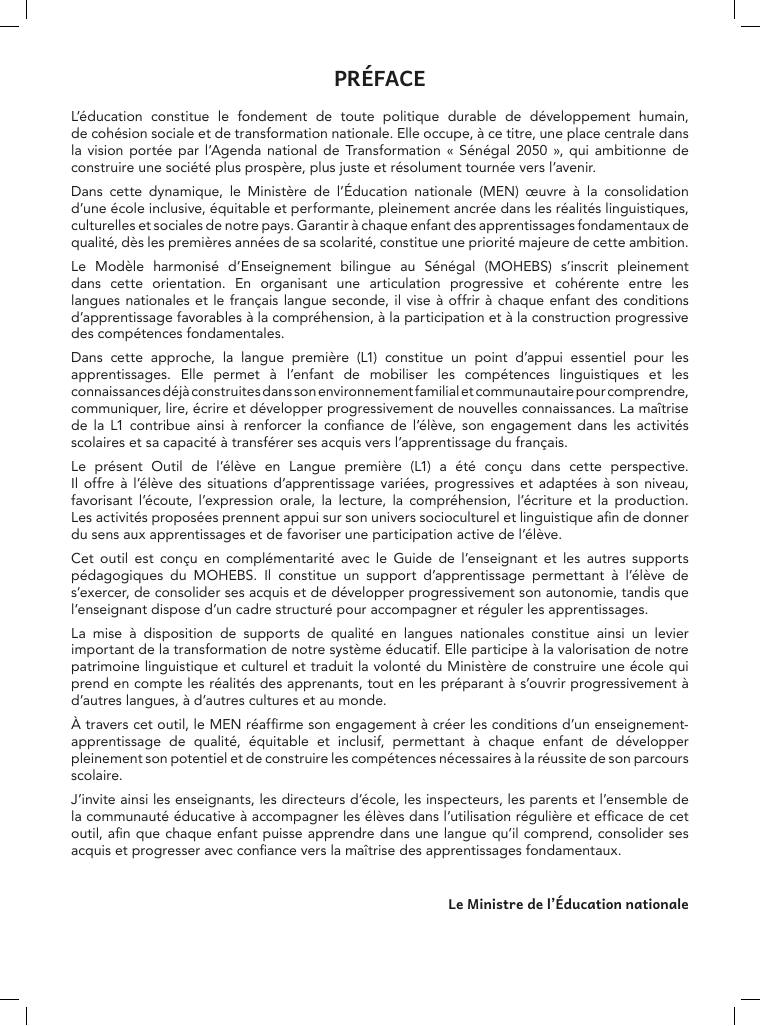 PRÉFACE
L’éducation constitue le fondement de toute politique durable de développement humain,
de cohésion sociale et de transformation nationale. Elle occupe, à ce titre, une place centrale dans
la vision portée par l’Agenda national de Transformation « Sénégal 2050 », qui ambitionne de
construire une société plus prospère, plus juste et résolument tournée vers l’avenir.
Dans cette dynamique, le Ministère de l’Éducation nationale (MEN) œuvre à la consolidation
d’une école inclusive, équitable et performante, pleinement ancrée dans les réalités linguistiques,
culturelles et sociales de notre pays. Garantir à chaque enfant des apprentissages fondamentaux de
qualité, dès les premières années de sa scolarité, constitue une priorité majeure de cette ambition.
Le Modèle harmonisé d’Enseignement bilingue au Sénégal (MOHEBS) s’inscrit pleinement
dans cette orientation. En organisant une articulation progressive et cohérente entre les
langues nationales et le français langue seconde, il vise à offrir à chaque enfant des conditions
d’apprentissage favorables à la compréhension, à la participation et à la construction progressive
des compétences fondamentales.
Dans cette approche, la langue première (L1) constitue un point d’appui essentiel pour les
apprentissages. Elle permet à l’enfant de mobiliser les compétences linguistiques et les
connaissances déjà construites dans son environnement familial et communautaire pour comprendre,
communiquer, lire, écrire et développer progressivement de nouvelles connaissances. La maîtrise
de la L1 contribue ainsi à renforcer la confiance de l’élève, son engagement dans les activités
scolaires et sa capacité à transférer ses acquis vers l’apprentissage du français.
Le présent Outil de l’élève en Langue première (L1) a été conçu dans cette perspective.
Il offre à l’élève des situations d’apprentissage variées, progressives et adaptées à son niveau,
favorisant l’écoute, l’expression orale, la lecture, la compréhension, l’écriture et la production.
Les activités proposées prennent appui sur son univers socioculturel et linguistique afin de donner
du sens aux apprentissages et de favoriser une participation active de l’élève.
Cet outil est conçu en complémentarité avec le Guide de l’enseignant et les autres supports
pédagogiques du MOHEBS. Il constitue un support d’apprentissage permettant à l’élève de
s’exercer, de consolider ses acquis et de développer progressivement son autonomie, tandis que
l’enseignant dispose d’un cadre structuré pour accompagner et réguler les apprentissages.
La mise à disposition de supports de qualité en langues nationales constitue ainsi un levier
important de la transformation de notre système éducatif. Elle participe à la valorisation de notre
patrimoine linguistique et culturel et traduit la volonté du Ministère de construire une école qui
prend en compte les réalités des apprenants, tout en les préparant à s’ouvrir progressivement à
d’autres langues, à d’autres cultures et au monde.
À travers cet outil, le MEN réaffirme son engagement à créer les conditions d’un enseignement-
apprentissage de qualité, équitable et inclusif, permettant à chaque enfant de développer
pleinement son potentiel et de construire les compétences nécessaires à la réussite de son parcours
scolaire.
J’invite ainsi les enseignants, les directeurs d’école, les inspecteurs, les parents et l’ensemble de
la communauté éducative à accompagner les élèves dans l’utilisation régulière et efficace de cet
outil, afin que chaque enfant puisse apprendre dans une langue qu’il comprend, consolider ses
acquis et progresser avec confiance vers la maîtrise des apprentissages fondamentaux.
Le Ministre de l’Éducation nationale